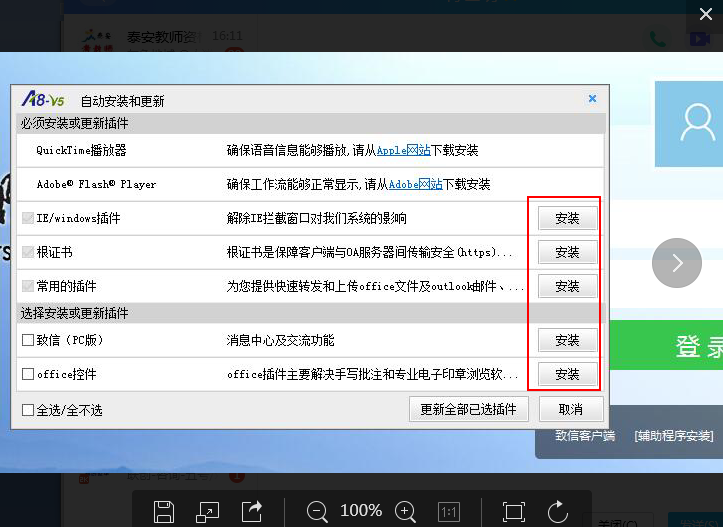 泰安教师资 16:11
A8-V5 自动安装和更新
必须安装或更新插件
QuickTime播放器 确保语音信息能够播放,请从Apple网站下载安装
Adobe® Flash® Player 确保工作流能够正常显示,请从Adobe网站下载安装
IE/windows插件 解除IE拦截窗口对我们系统的影响 安装
根证书 根证书是保障客户端与OA服务器间传输安全(https)... 安装
常用的插件 为您提供快速转发和上传office文件及outlook邮件、... 安装
选择安装或更新插件
致信（PC版） 消息中心及交流功能 安装
office控件 office插件主要解决手写批注和专业电子印章浏览软... 安装
全选/全不选 更新全部已选插件 取消
登录
致信客户端 [辅助程序安装]
100% 1:1
关闭(C) 发送(S)